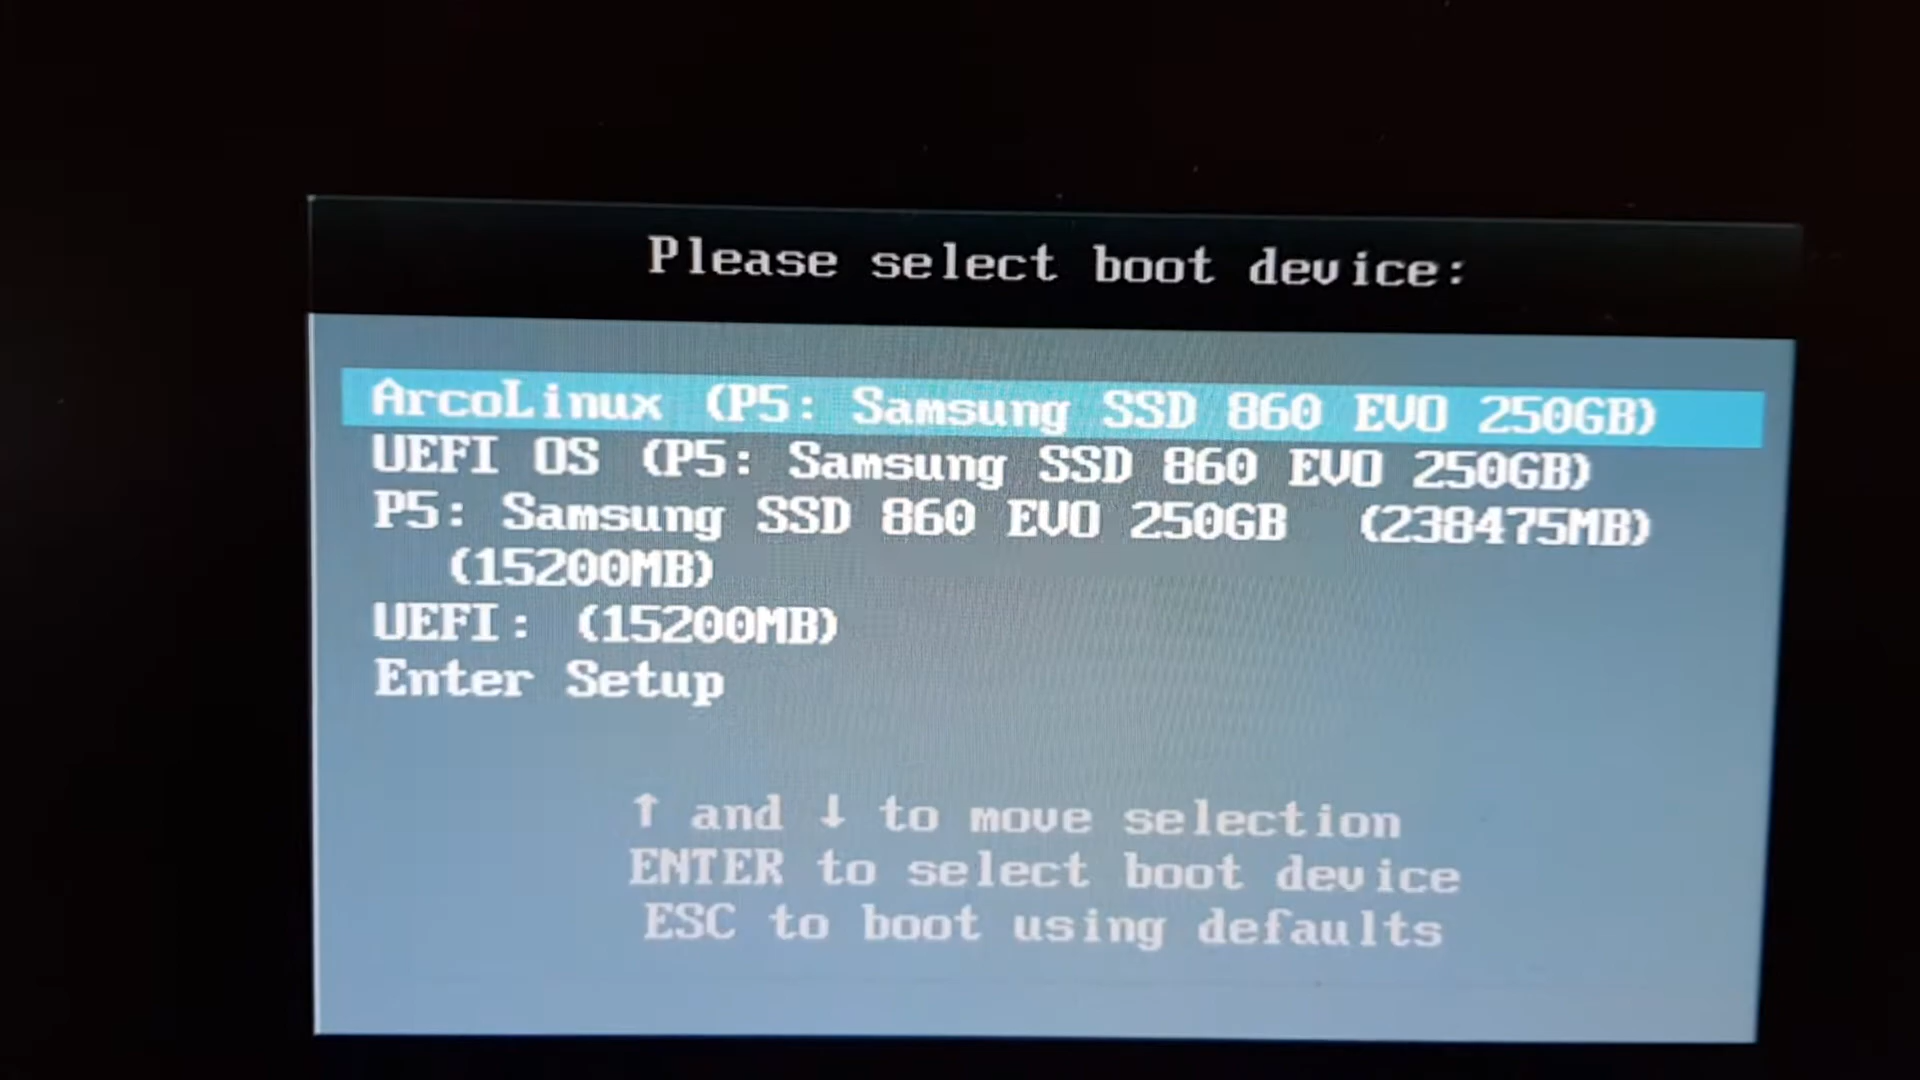 Please select boot device:
ArcoLinux (P5: Samsung SSD 860 EVO 250GB)
UEFI OS (P5: Samsung SSD 860 EVO 250GB)
P5: Samsung SSD 860 EVO 250GB (238475MB)
(15200MB)
UEFI: (15200MB)
Enter Setup
↑ and ↓ to move selection
ENTER to select boot device
ESC to boot using defaults